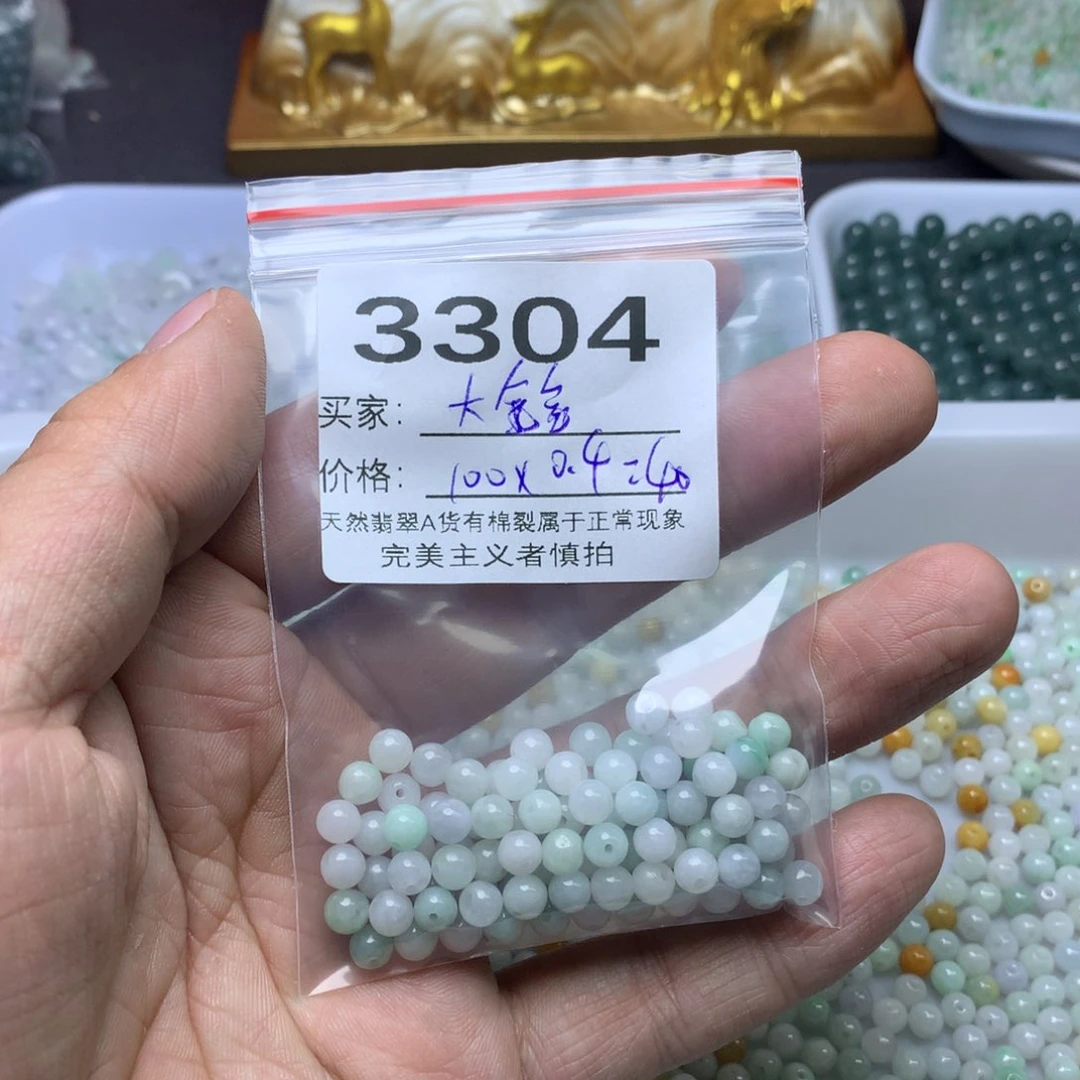 3304
买家: 大鑫
价格: 100x0.4=40
天然翡翠A货有棉裂属于正常现象
完美主义者慎拍